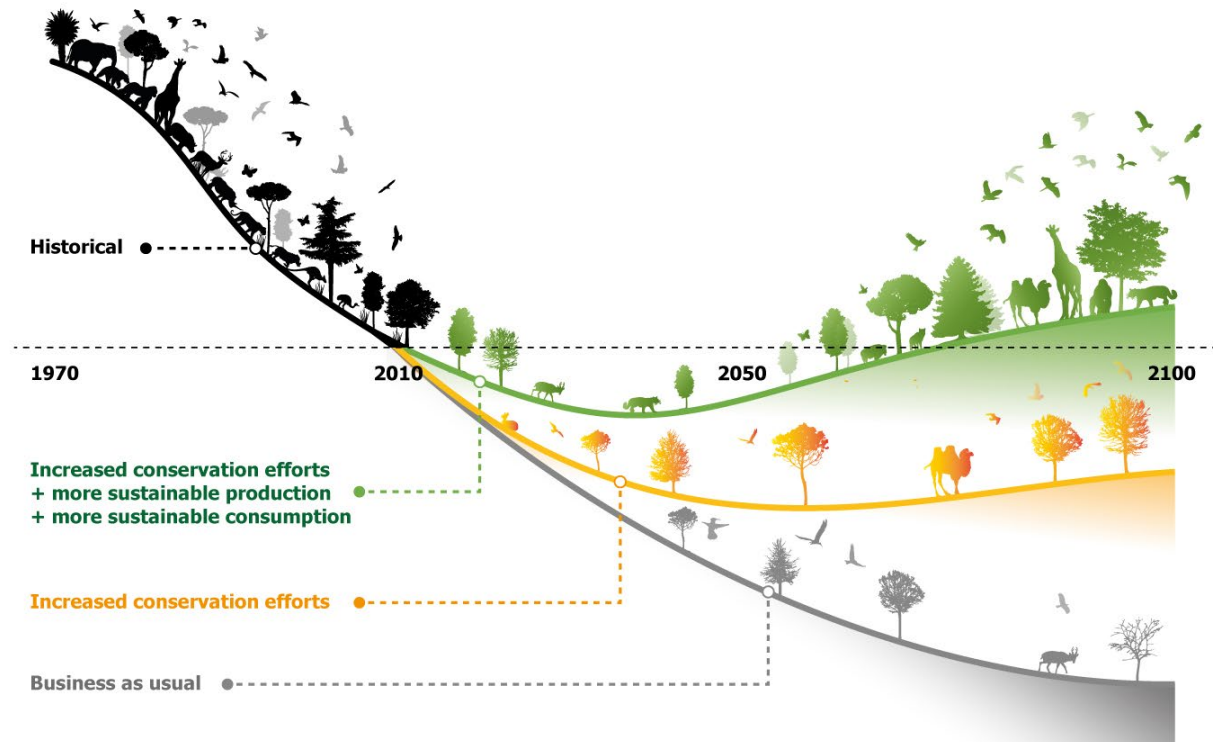 Historical
1970
2010
2050
2100
Increased conservation efforts
+ more sustainable production
+ more sustainable consumption
Increased conservation efforts
Business as usual